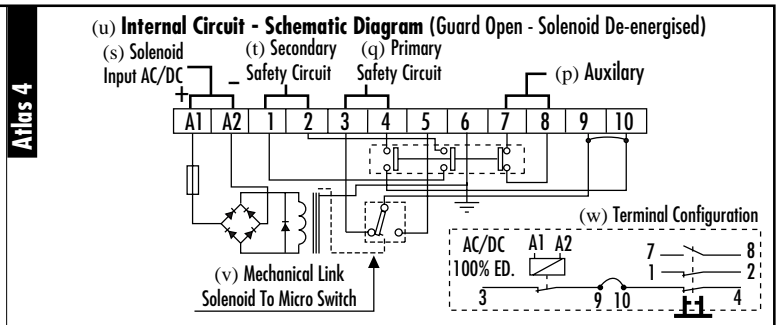 Atlas 4
(u) Internal Circuit - Schematic Diagram (Guard Open - Solenoid De-energised)
(s) Solenoid
Input AC/DC
(t) Secondary
Safety Circuit
(q) Primary
Safety Circuit
(p) Auxilary
+ –
A1 A2 1 2 3 4 5 6 7 8 9 10
(v) Mechanical Link
Solenoid To Micro Switch
(w) Terminal Configuration
AC/DC A1 A2
100% ED.
7 8
1 2
3 9 10 4